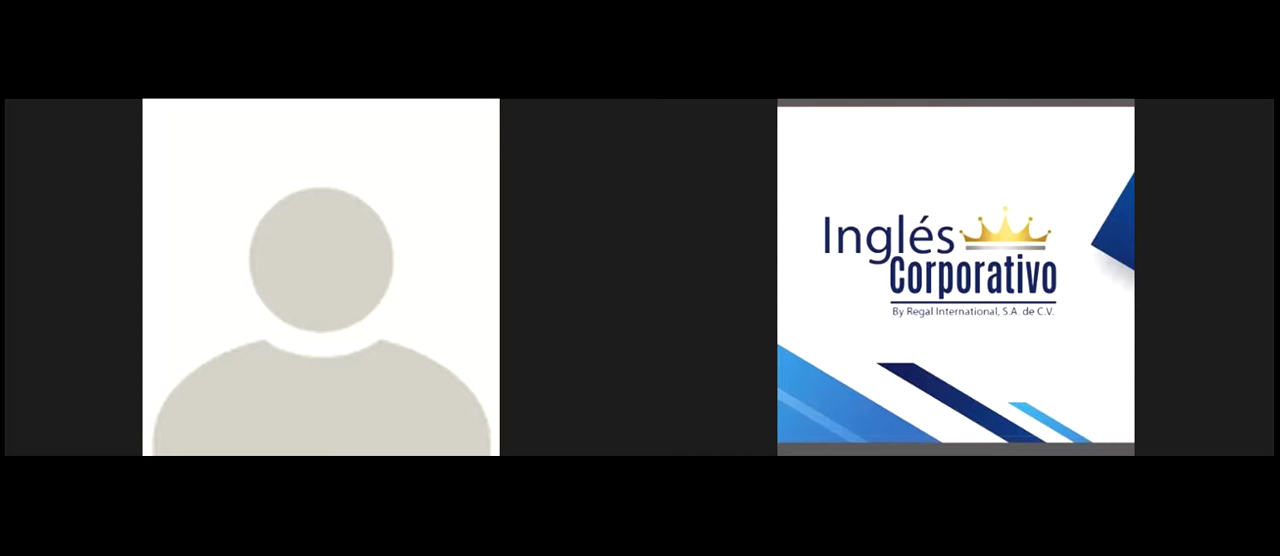 Inglés
Corporativo
By Regal International, S.A. de C.V.